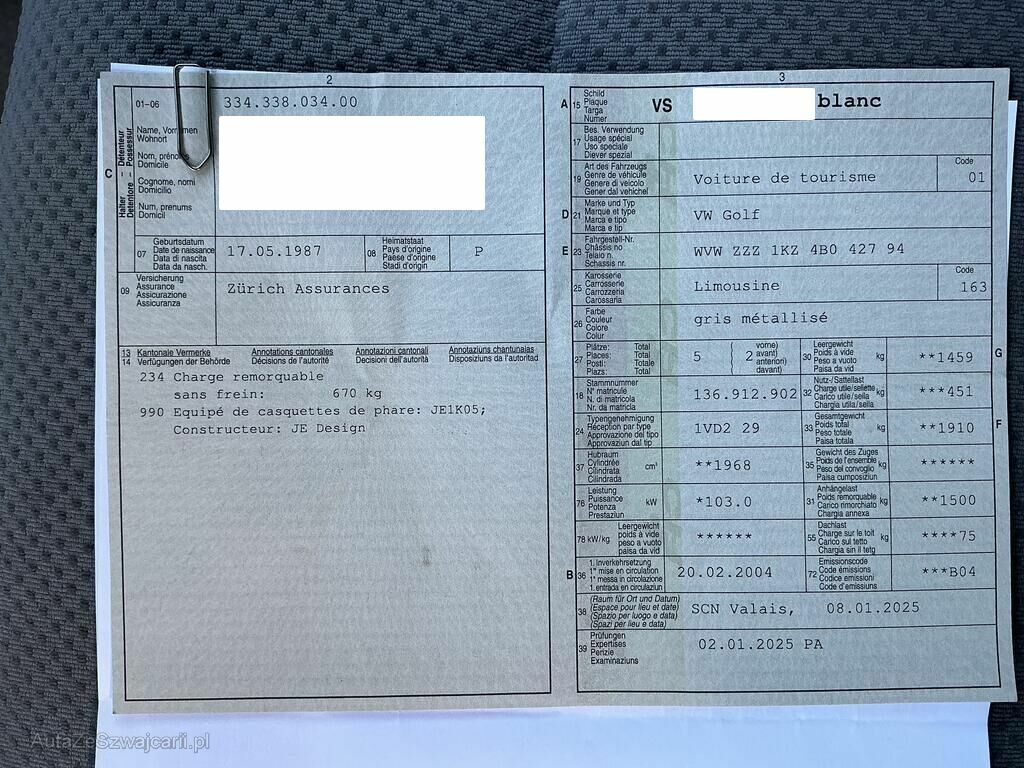 2
01-06
334.338.034.00
C
Halter Detenteur
Detentore Possessur
Name, Vornamen
Wohnort
Nom, prénoms
Domicile
Cognome, nomi
Domicilio
Num, prenums
Domicil
07
Geburtsdatum
Date de naissance
Data di nascita
Data da nasch.
17.05.1987
08
Heimatstaat
Pays d'origine
Paese d'origine
Stadi d'origin
P
09
Versicherung
Assurance
Assicurazione
Assicuranza
Zürich Assurances
13 Kantonale Vermerke Annotations cantonales Annotazioni cantonali Annotaziuns chantunalas
14 Verfügungen der Behörde Décisions de l'autorité Decisioni dell'autorità Dispoziziuns da l'autoritad
234 Charge remorquable
sans frein: 670 kg
990 Equipé de casquettes de phare: JE1K05;
Constructeur: JE Design
3
A 15
Schild
Plaque
Targa
Numer
VS blanc
17
Bes. Verwendung
Usage spécial
Uso speciale
Diever spezial
19
Art des Fahrzeugs
Genre de véhicule
Genere di veicolo
Gener dal vehichel
Voiture de tourisme
Code
01
D 21
Marke und Typ
Marque et type
Marca e tipo
Marca e tip
VW Golf
E 23
Fahrgestell-Nr.
Châssis no
Telaio n.
Schassis nr.
WVW ZZZ 1KZ 4B0 427 94
25
Karosserie
Carrosserie
Carrozzeria
Carossaria
Limousine
Code
163
26
Farbe
Couleur
Colore
Colur
gris métallisé
27
Plätze: Total
Places: Total
Posti: Totale
Plazs: Total
5
( vorne)
( 2 avant)
( anteriori)
( davant)
30
Leergewicht
Poids à vide
Peso a vuoto
Paisa da vid
kg
**1459
G
18
Stammnummer
N° matricule
N. di matricola
Nr. da matricla
136.912.902
32
Nutz-/Sattellast
Charge utile/sellette
Carico utile/sella
Chargia utila/sella
kg
***451
24
Typengenehmigung
Réception par type
Approvazione del tipo
Approvaziun dal tip
1VD2 29
33
Gesamtgewicht
Poids total
Peso totale
Paisa totala
kg
**1910
F
37
Hubraum
Cylindrée
Cilindrata
Cilindrada
cm³
**1968
35
Gewicht des Zuges
Poids de l'ensemble
Peso del convoglio
Paisa cumposiziun
kg
******
76
Leistung
Puissance
Potenza
Prestaziun
kW
*103.0
31
Anhängelast
Poids remorquable
Carico rimorchiato
Chargia annexa
kg
**1500
78 kW/kg
Leergewicht
poids à vide
peso a vuoto
paisa da vid
******
55
Dachlast
Charge sur le toit
Carico sul tetto
Chargia sin il tetg
kg
****75
B 36
1. Inverkehrsetzung
1re mise en circulation
1a messa in circolazione
1. entrada en circulaziun
20.02.2004
72
Emissionscode
Code émissions
Codice emissioni
Code d'emissiuns
***B04
38
(Raum für Ort und Datum)
(Espace pour lieu et date)
(Spazio per luogo e data)
(Spazi per lieu e data)
SCN Valais, 08.01.2025
39
Prüfungen
Expertises
Perizie
Examinaziuns
02.01.2025 PA
AutaZeSzwajcarii.pl